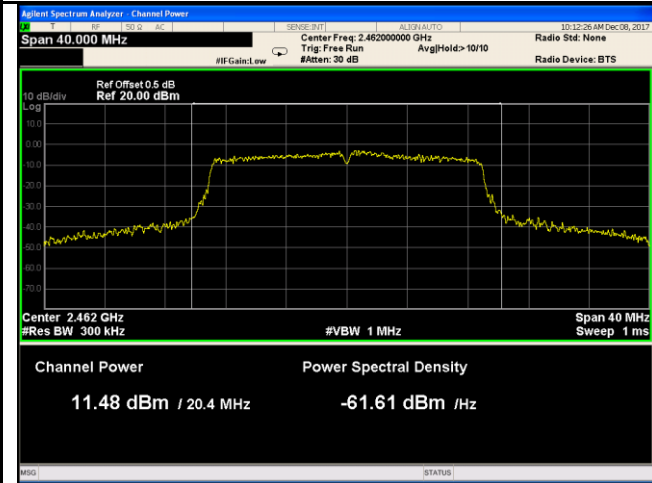 Agilent Spectrum Analyzer - Channel Power
T RF 50 Ω AC SENSE:INT ALIGN AUTO 10:12:26 AM Dec 08, 2017
Span 40.000 MHz Center Freq: 2.462000000 GHz Radio Std: None
Trig: Free Run Avg|Hold:> 10/10
#IFGain:Low #Atten: 30 dB Radio Device: BTS
Ref Offset 0.5 dB
10 dB/div Ref 20.00 dBm
Log
10.0
0.00
-10.0
-20.0
-30.0
-40.0
-50.0
-60.0
-70.0
Center 2.462 GHz Span 40 MHz
#Res BW 300 kHz #VBW 1 MHz Sweep 1 ms
Channel Power Power Spectral Density
11.48 dBm / 20.4 MHz -61.61 dBm /Hz
MSG STATUS